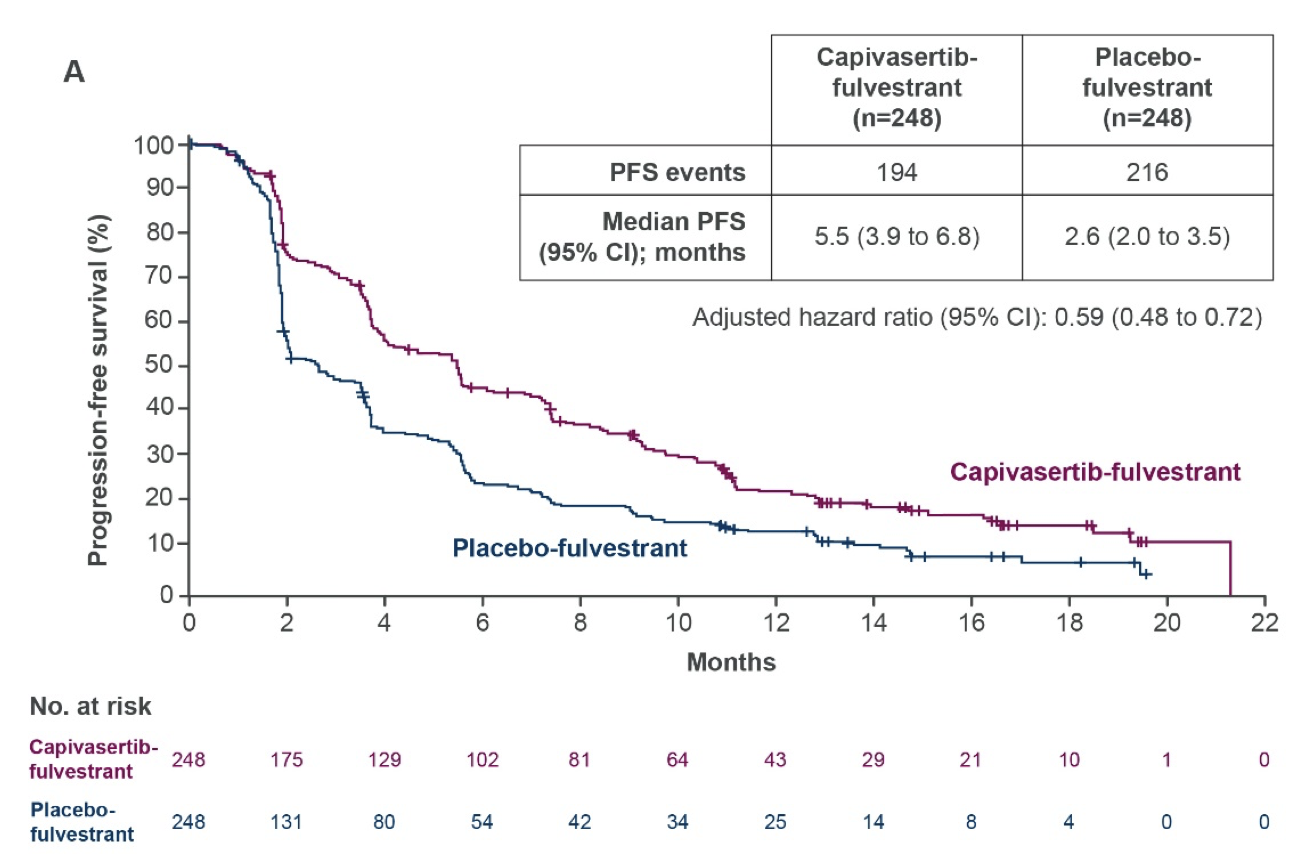 A
Capivasertib-
fulvestrant
(n=248)
Placebo-
fulvestrant
(n=248)
PFS events 194 216
Median PFS
(95% CI); months
5.5 (3.9 to 6.8) 2.6 (2.0 to 3.5)
Adjusted hazard ratio (95% CI): 0.59 (0.48 to 0.72)
Progression-free survival (%)
100
90
80
70
60
50
40
30
20
10
0
Capivasertib-fulvestrant
Placebo-fulvestrant
0 2 4 6 8 10 12 14 16 18 20 22
Months
No. at risk
Capivasertib-
fulvestrant
248 175 129 102 81 64 43 29 21 10 1 0
Placebo-
fulvestrant
248 131 80 54 42 34 25 14 8 4 0 0